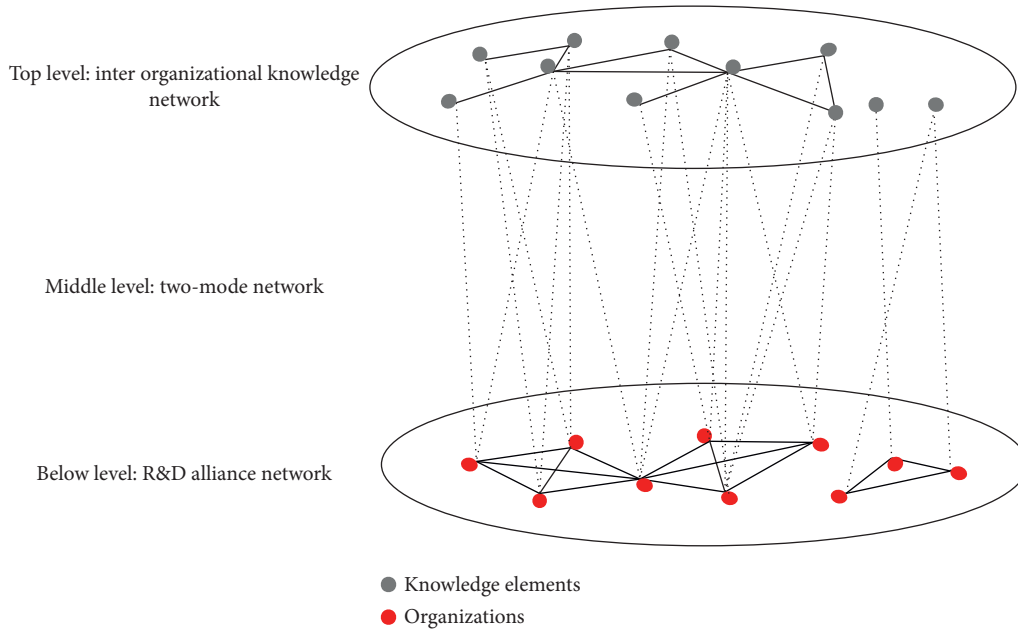 Top level: inter organizational knowledge
network
Middle level: two-mode network
Below level: R&D alliance network
Knowledge elements
Organizations